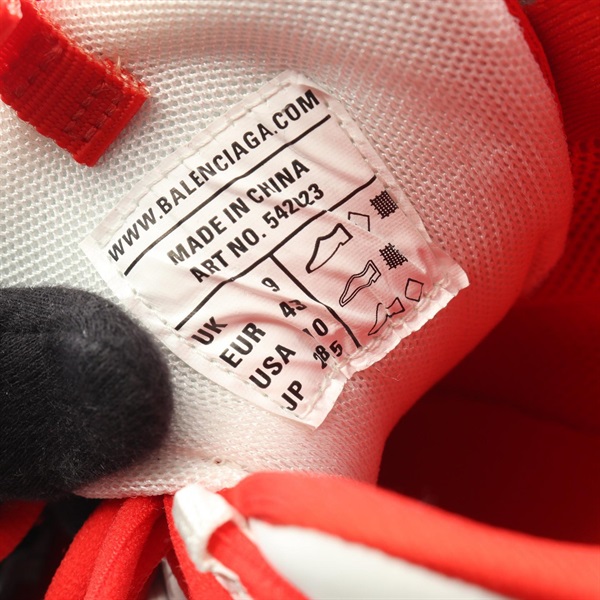 WWW.BALENCIAGA.COM
MADE IN CHINA
ART NO. 542023
UK 9
EUR 43
USA 10
JP 28.5